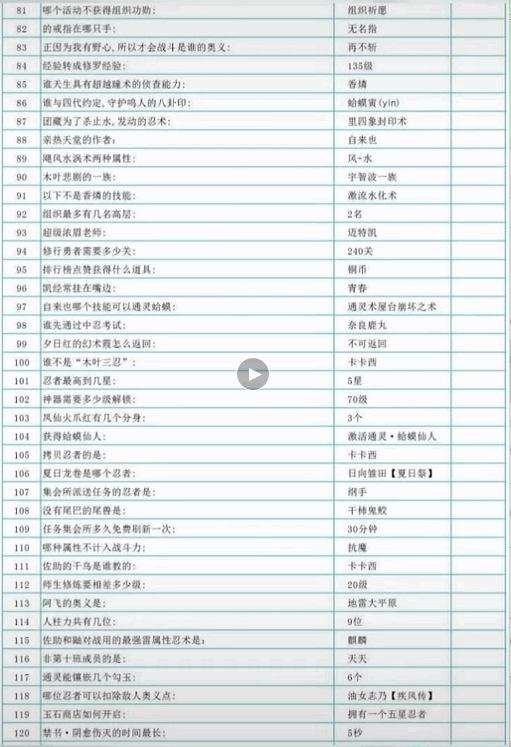 81 哪个活动不获得组织功勋: 组织祈愿
82 的戒指在哪只手: 无名指
83 正因为我有野心,所以才会战斗是谁的奥义: 再不斩
84 经验转成修罗经验: 135级
85 谁天生具有超越瞳术的侦查能力: 香燐
86 谁与四代约定,守护鸣人的八卦印: 蛤蟆寅(yin)
87 团藏为了杀止水,发动的忍术: 里四象封印术
88 亲热天堂的作者: 自来也
89 飓风水涡术两种属性: 风+水
90 木叶悲剧的一族: 宇智波一族
91 以下不是香燐的技能: 激流水化术
92 组织最多有几名高层: 2名
93 超级浓眉老师: 迈特凯
94 修行勇者需要多少关: 240关
95 排行榜点赞获得什么道具: 铜币
96 凯经常挂在嘴边: 青春
97 自来也哪个技能可以通灵蛤蟆: 通灵术屋台崩坏之术
98 谁先通过中忍考试: 奈良鹿丸
99 夕日红的幻术霞怎么返回: 不可返回
100 谁不是“木叶三忍”: 卡卡西
101 忍者最高到几星: 5星
102 神器需要多少级解锁: 70级
103 凤仙火爪红有几个分身: 3个
104 获得蛤蟆仙人: 激活通灵·蛤蟆仙人
105 拷贝忍者的是: 卡卡西
106 夏日龙卷是哪个忍者: 日向雏田【夏日祭】
107 集会所派送任务的忍者是: 纲手
108 没有尾巴的尾兽是: 干柿鬼鲛
109 任务集会所多久免费刷新一次: 30分钟
110 哪种属性不计入战斗力: 抗魔
111 佐助的千鸟是谁教的: 卡卡西
112 师生修炼要相差多少级: 20级
113 阿飞的奥义是: 地雷大平原
114 人柱力共有几位: 9位
115 佐助和鼬对战用的最强雷属性忍术是: 麒麟
116 非第十班成员的是: 天天
117 通灵能镶嵌几个勾玉: 6个
118 哪位忍者可以扣除敌人奥义点: 油女志乃【疾风传】
119 玉石商店如何开启: 拥有一个五星忍者
120 禁书·阴愈伤灭的时间最长: 5秒